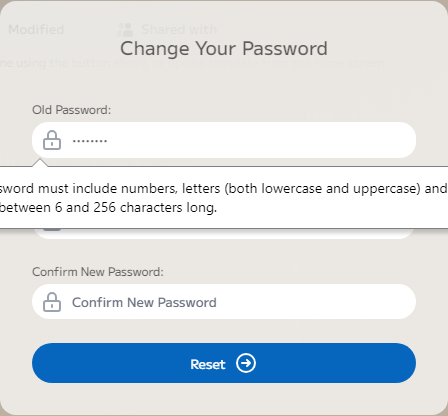 Modified Shared with
Change Your Password
Old Password:
········
sword must include numbers, letters (both lowercase and uppercase) and
between 6 and 256 characters long.
Confirm New Password:
Confirm New Password
Reset